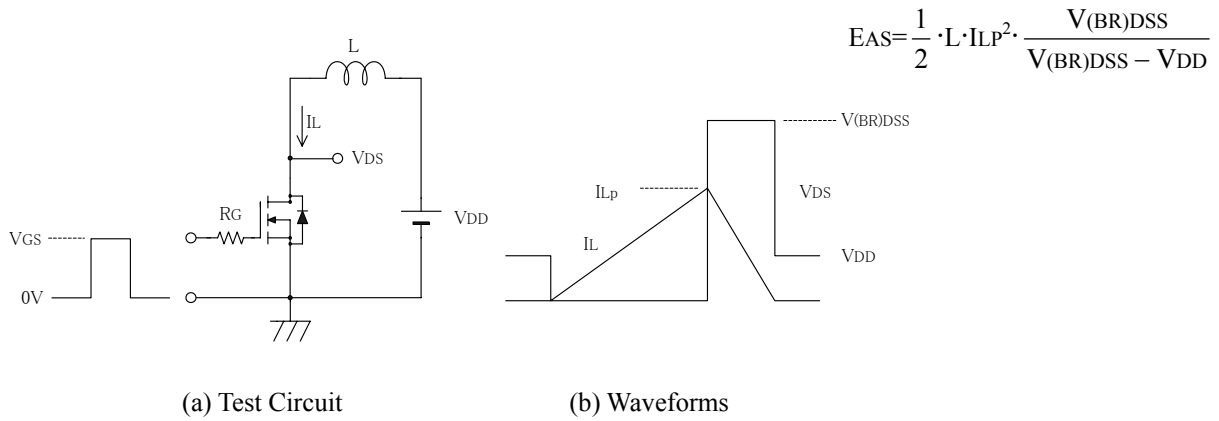 EAS=1/2 ·L·ILP²· V(BR)DSS/V(BR)DSS – VDD
L
IL
VDS
RG
VDD
VGS
0V
V(BR)DSS
ILp
VDS
IL
VDD
(a) Test Circuit
(b) Waveforms